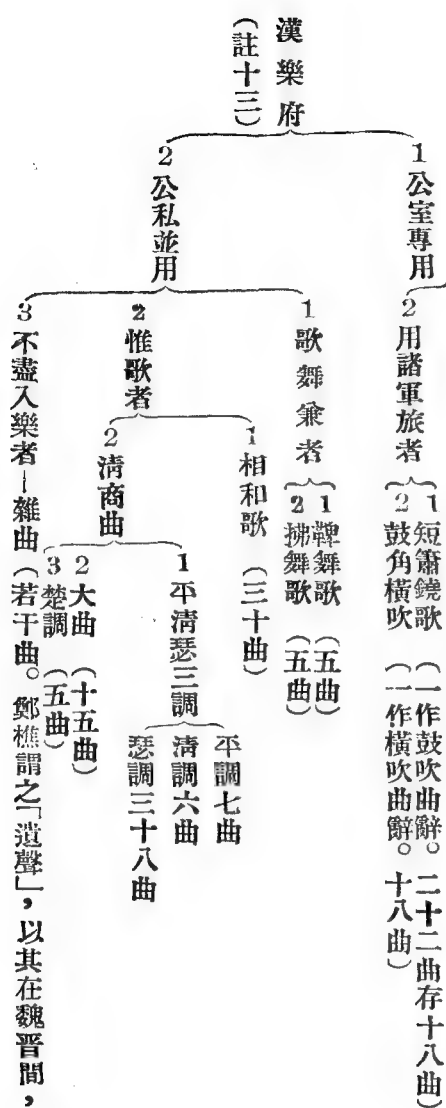 漢樂府
(註十三)
1公室專用
2用諸軍旅者
1短簫鐃歌(一作鼓吹曲辭。二十二曲存十八曲)
2鼓角橫吹(一作橫吹曲辭。十八曲)
2公私並用
1歌舞兼者
1鞞舞歌(五曲)
2拂舞歌(五曲)
2惟歌者
1相和歌(三十曲)
2清商曲
1平清瑟三調
平調七曲
清調六曲
瑟調三十八曲
2大曲(十五曲)
3楚調(五曲)
3不盡入樂者—雜曲(若干曲。鄭樵謂之「遺聲」,以其在魏晋間,